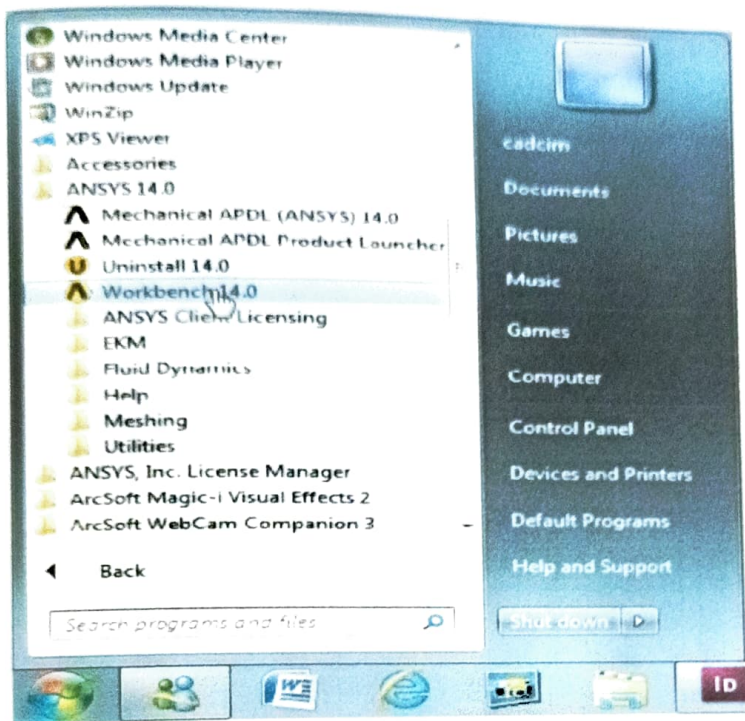 Windows Media Center
Windows Media Player
Windows Update
WinZip
XPS Viewer
Accessories
ANSYS 14.0
Mechanical APDL (ANSYS) 14.0
Mechanical APDL Product Launcher
Uninstall 14.0
Workbench 14.0
ANSYS Client Licensing
EKM
Fluid Dynamics
Help
Meshing
Utilities
ANSYS, Inc. License Manager
ArcSoft Magic-i Visual Effects 2
ArcSoft WebCam Companion 3
Back
Search programs and files
cadcim
Documents
Pictures
Music
Games
Computer
Control Panel
Devices and Printers
Default Programs
Help and Support
Shut down
W
ID